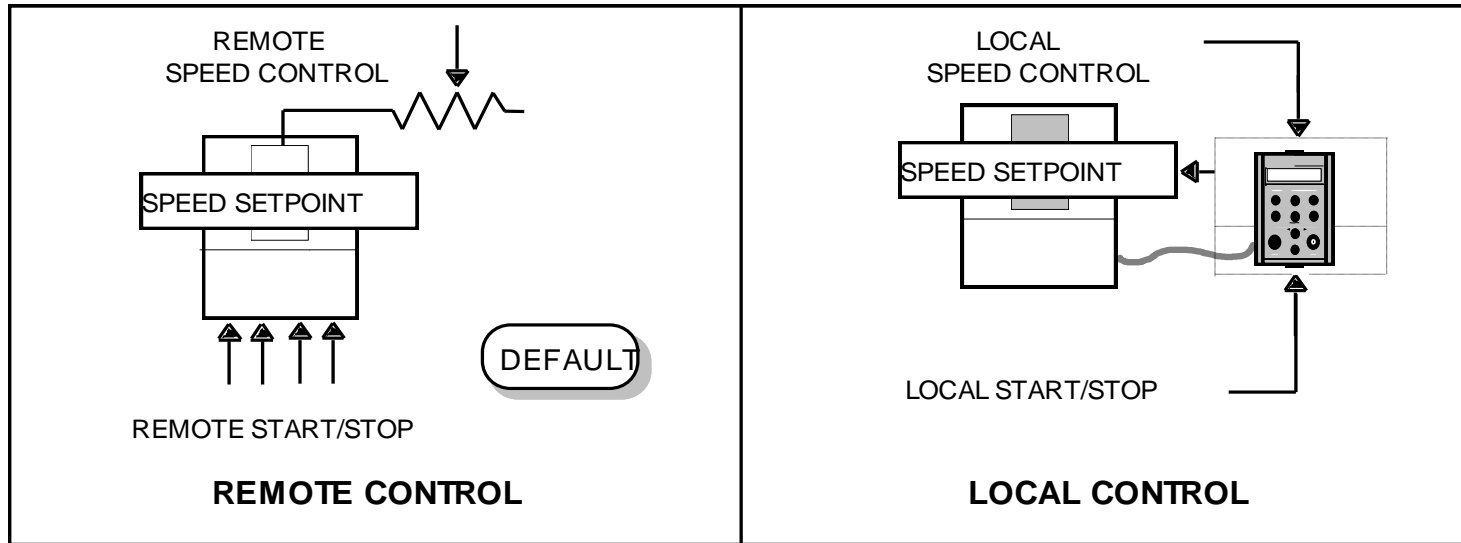 REMOTE
SPEED CONTROL
SPEED SETPOINT
DEFAULT
REMOTE START/STOP
REMOTE CONTROL
LOCAL
SPEED CONTROL
SPEED SETPOINT
LOCAL START/STOP
LOCAL CONTROL